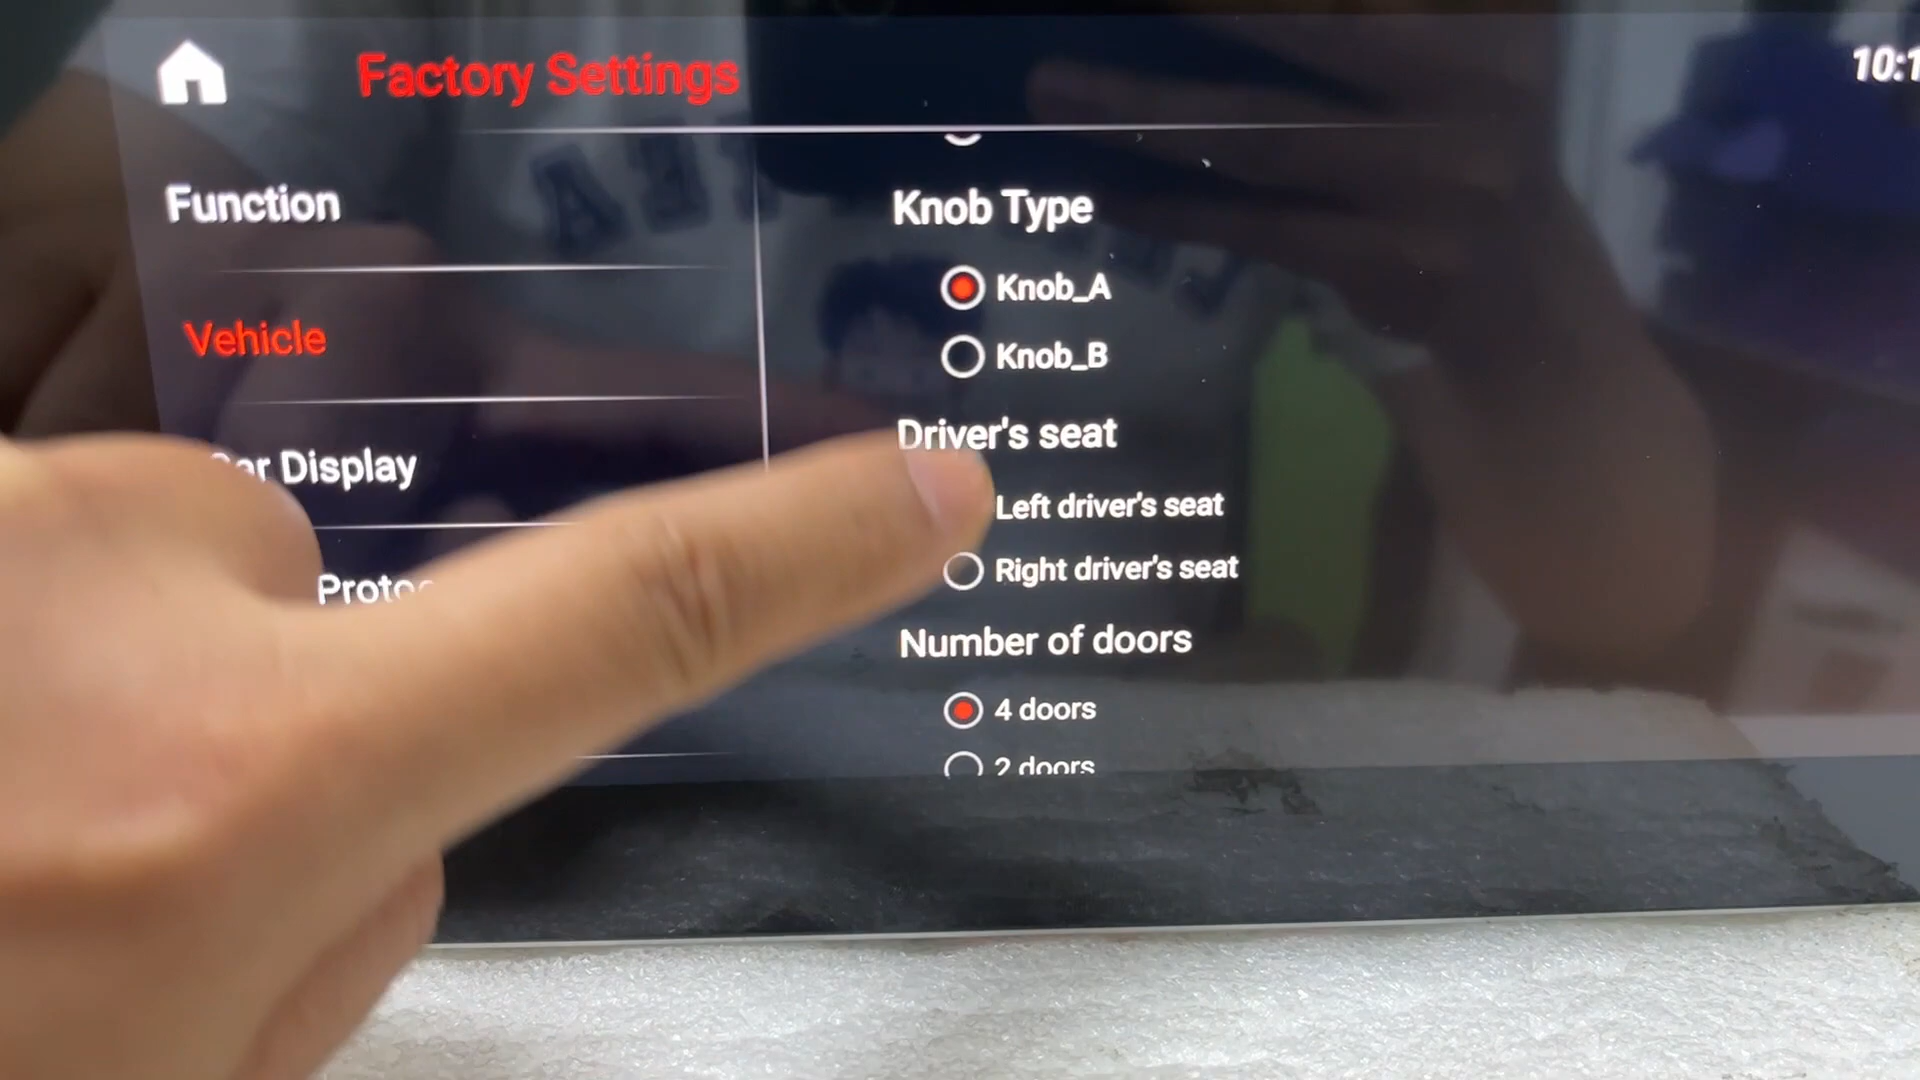 Factory Settings
10:1
Function
Vehicle
Car Display
Knob Type
Knob_A
Knob_B
Driver's seat
Left driver's seat
Right driver's seat
Number of doors
4 doors
2 doors